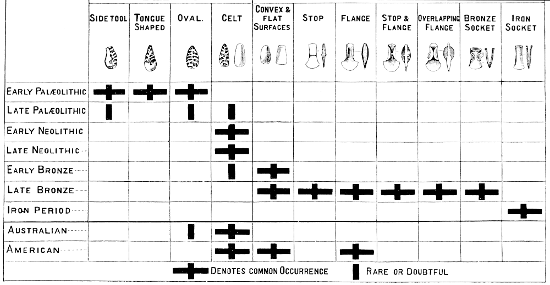 SIDE TOOL
TONGUE SHAPED
OVAL.
CELT
CONVEX & FLAT SURFACES
STOP
FLANGE
STOP & FLANGE
OVERLAPPING FLANGE
BRONZE SOCKET
IRON SOCKET
EARLY PALÆOLITHIC
LATE PALÆOLITHIC
EARLY NEOLITHIC
LATE NEOLITHIC
EARLY BRONZE
LATE BRONZE
IRON PERIOD
AUSTRALIAN
AMERICAN
DENOTES COMMON OCCURRENCE
RARE OR DOUBTFUL